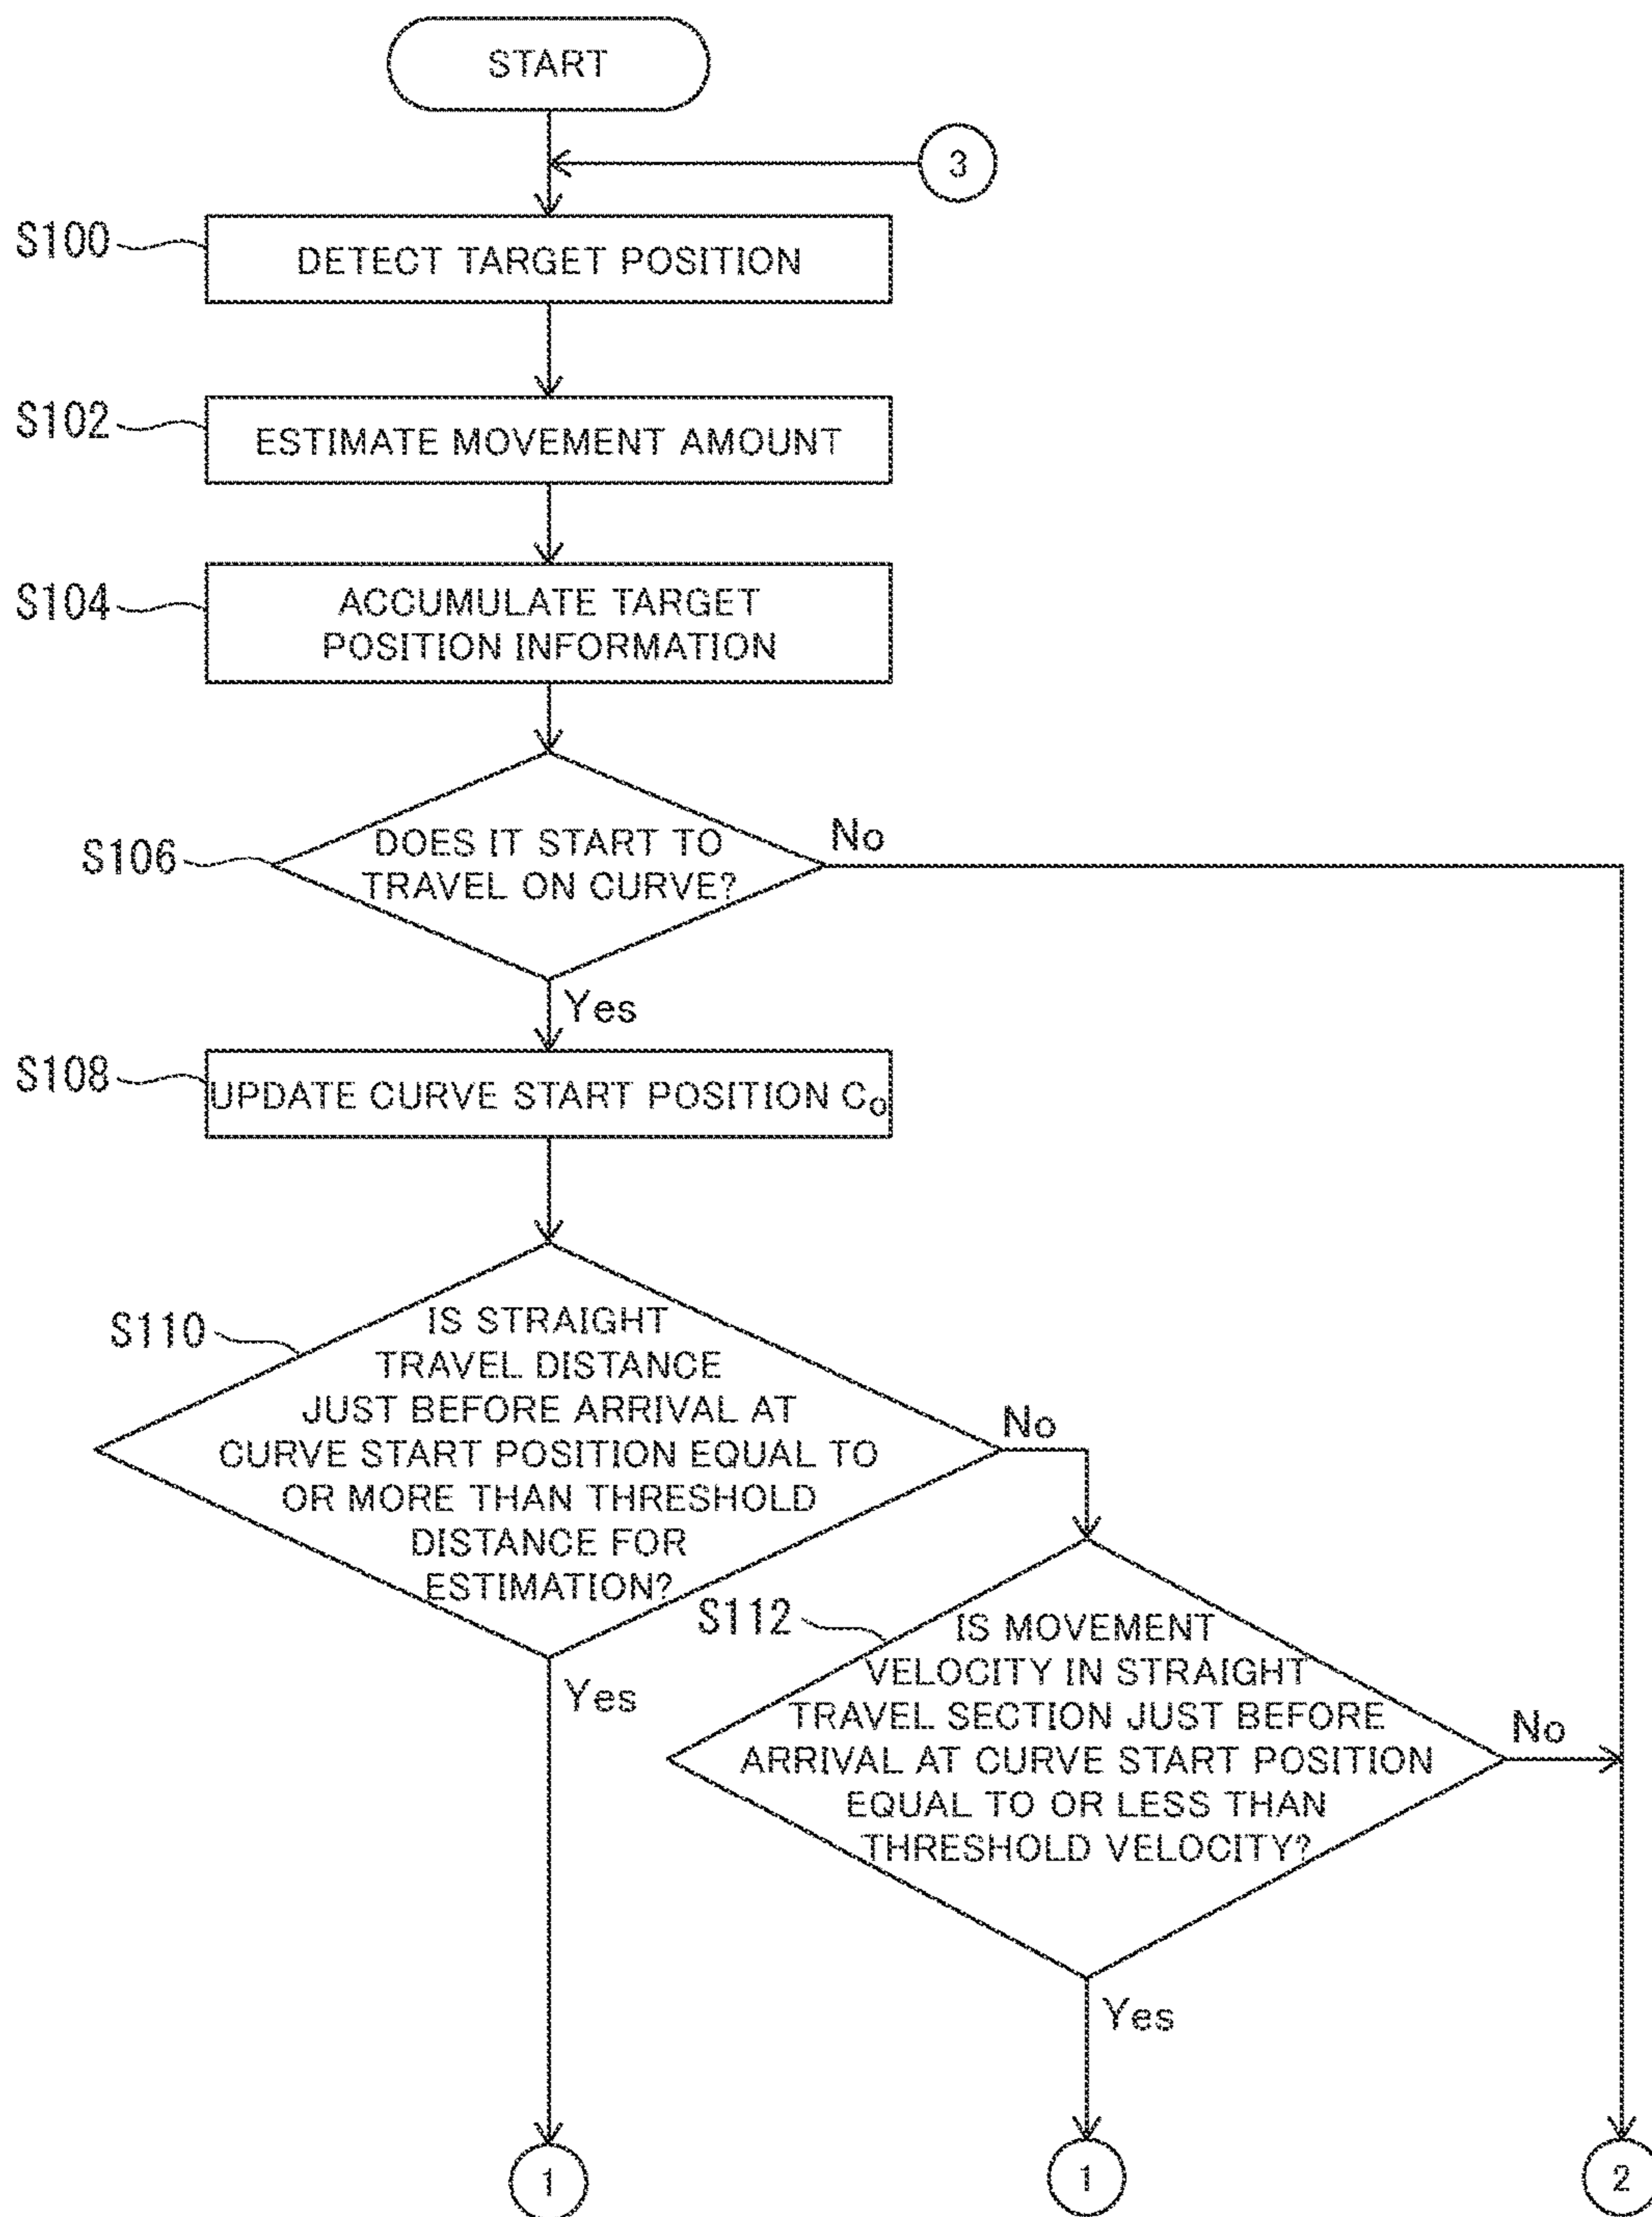 START
3
S100
DETECT TARGET POSITION
S102
ESTIMATE MOVEMENT AMOUNT
S104
ACCUMULATE TARGET
POSITION INFORMATION
S106
DOES IT START TO
TRAVEL ON CURVE?
No
Yes
S108
UPDATE CURVE START POSITION C₀
S110
IS STRAIGHT
TRAVEL DISTANCE
JUST BEFORE ARRIVAL AT
CURVE START POSITION EQUAL TO
OR MORE THAN THRESHOLD
DISTANCE FOR
ESTIMATION?
No
Yes
S112
IS MOVEMENT
VELOCITY IN STRAIGHT
TRAVEL SECTION JUST BEFORE
ARRIVAL AT CURVE START POSITION
EQUAL TO OR LESS THAN
THRESHOLD VELOCITY?
No
Yes
1
1
2